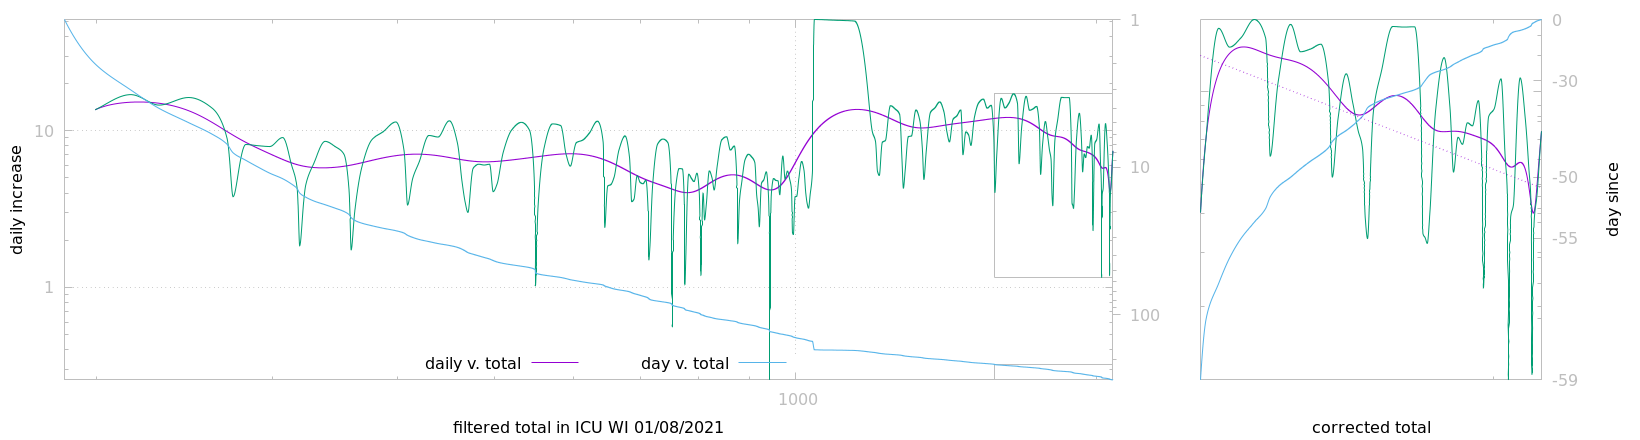 daily increase
10
1
1
10
100
1000
daily v. total
day v. total
filtered total in ICU WI 01/08/2021
0
-30
-50
-55
-59
day since
corrected total